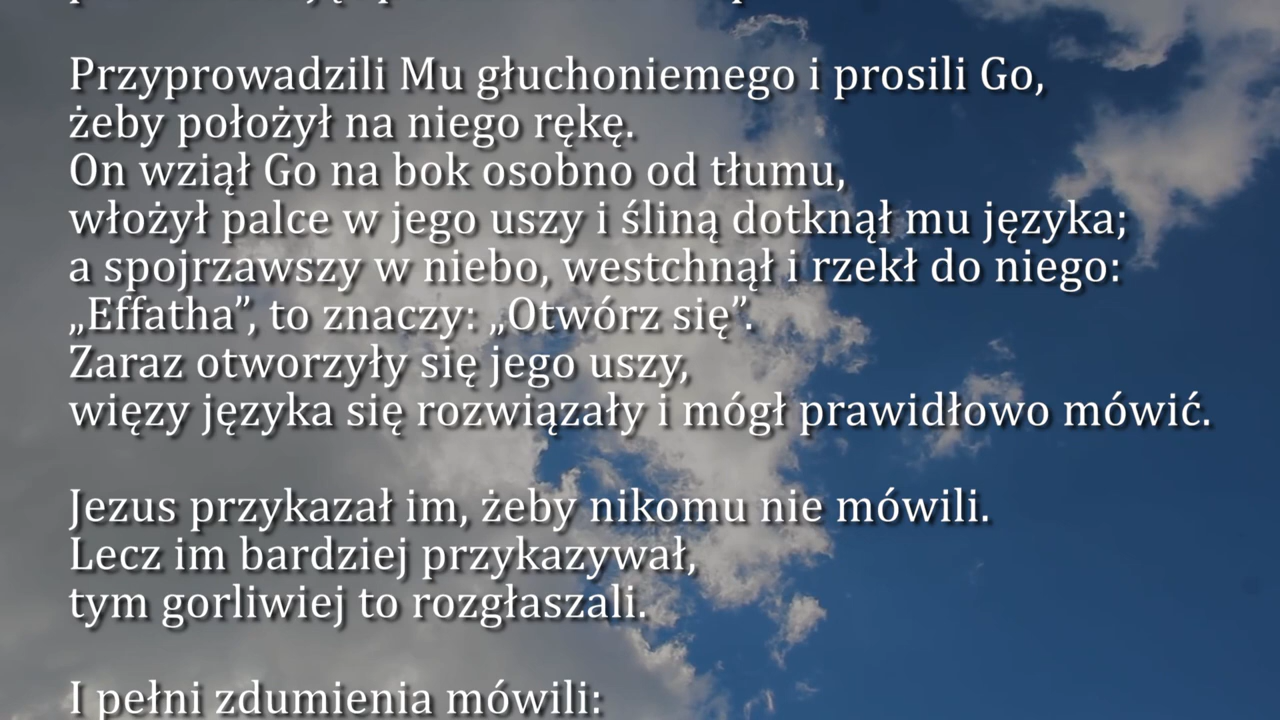 Przyprowadzili Mu głuchoniemego i prosili Go,
żeby położył na niego rękę.
On wziął Go na bok osobno od tłumu,
włożył palce w jego uszy i śliną dotknął mu języka;
a spojrzawszy w niebo, westchnął i rzekł do niego:
„Effatha”, to znaczy: „Otwórz się”.
Zaraz otworzyły się jego uszy,
więzy języka się rozwiązały i mógł prawidłowo mówić.
Jezus przykazał im, żeby nikomu nie mówili.
Lecz im bardziej przykazywał,
tym gorliwiej to rozgłaszali.
I pełni zdumienia mówili: